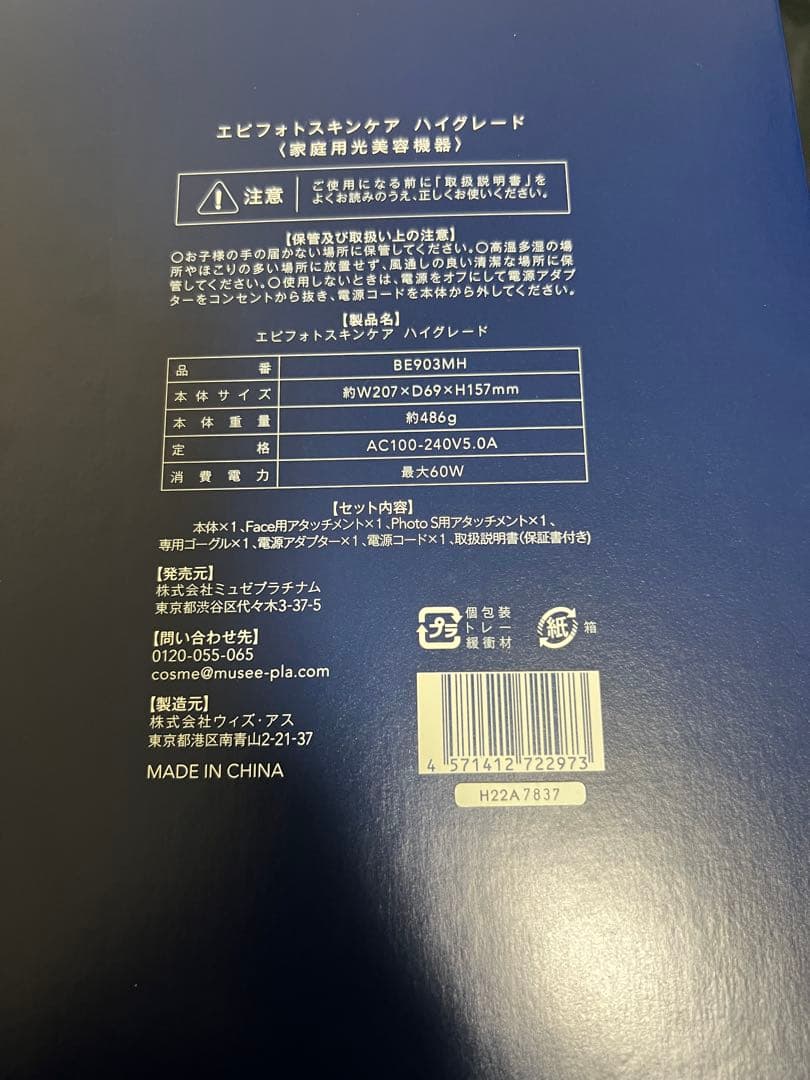 エピフォトスキンケア ハイグレード
〈家庭用光美容機器〉
注意
ご使用になる前に「取扱説明書」を
よくお読みのうえ、正しくお使いください。
【保管及び取扱い上の注意】
○お子様の手の届かない場所に保管してください。○高温多湿の場
所やほこりの多い場所に放置せず、風通しの良い清潔な場所に保
管してください。○使用しないときは、電源をオフにして電源アダプ
ターをコンセントから抜き、電源コードを本体から外してください。
【製品名】
エピフォトスキンケア ハイグレード
品番 BE903MH
本体サイズ 約W207×D69×H157mm
本体重量 約486g
定格 AC100-240V5.0A
消費電力 最大60W
【セット内容】
本体×1、Face用アタッチメント×1、Photo S用アタッチメント×1、
専用ゴーグル×1、電源アダプター×1、電源コード×1、取扱説明書(保証書付き)
【発売元】
株式会社ミュゼプラチナム
東京都渋谷区代々木3-37-5
【問い合わせ先】
0120-055-065
cosme@musee-pla.com
【製造元】
株式会社ウィズ・アス
東京都港区南青山2-21-37
MADE IN CHINA
プラ
個包装
トレー
緩衝材
紙
箱
4 571412 722973
H22A7837